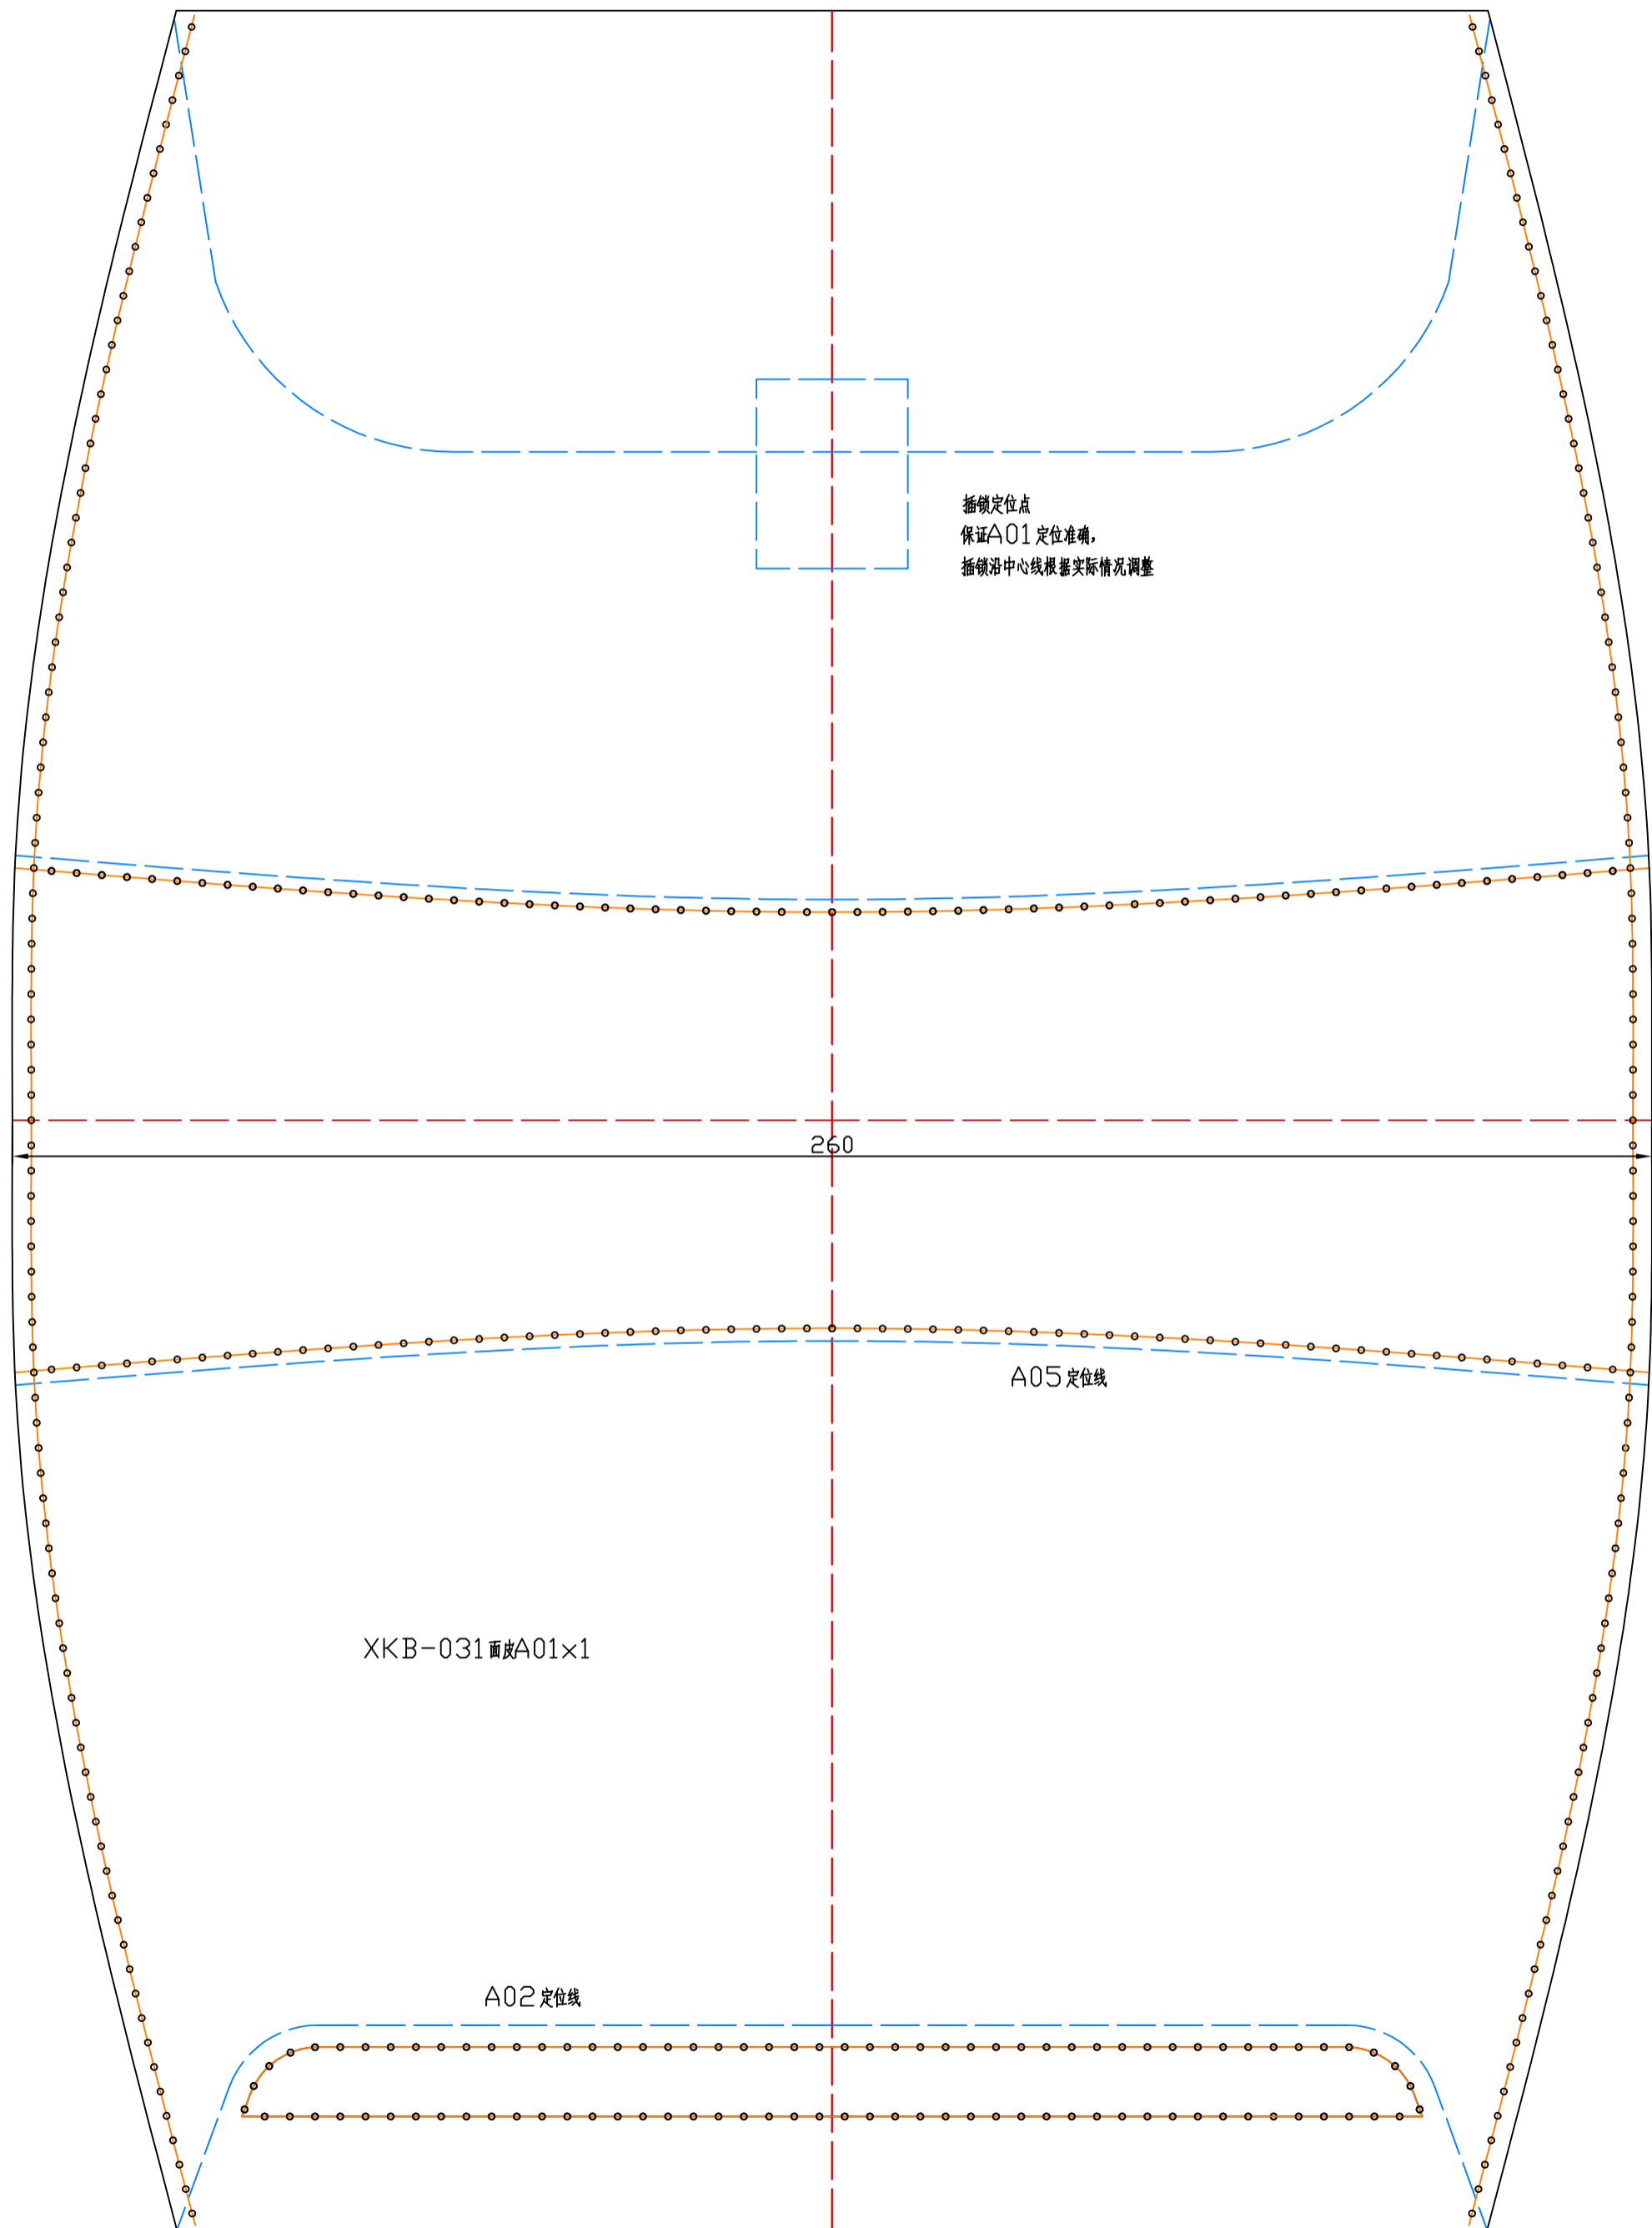 插锁定位点
保证A01定位准确，
插锁沿中心线根据实际情况调整
260
A05定位线
XKB-031面皮A01x1
A02定位线